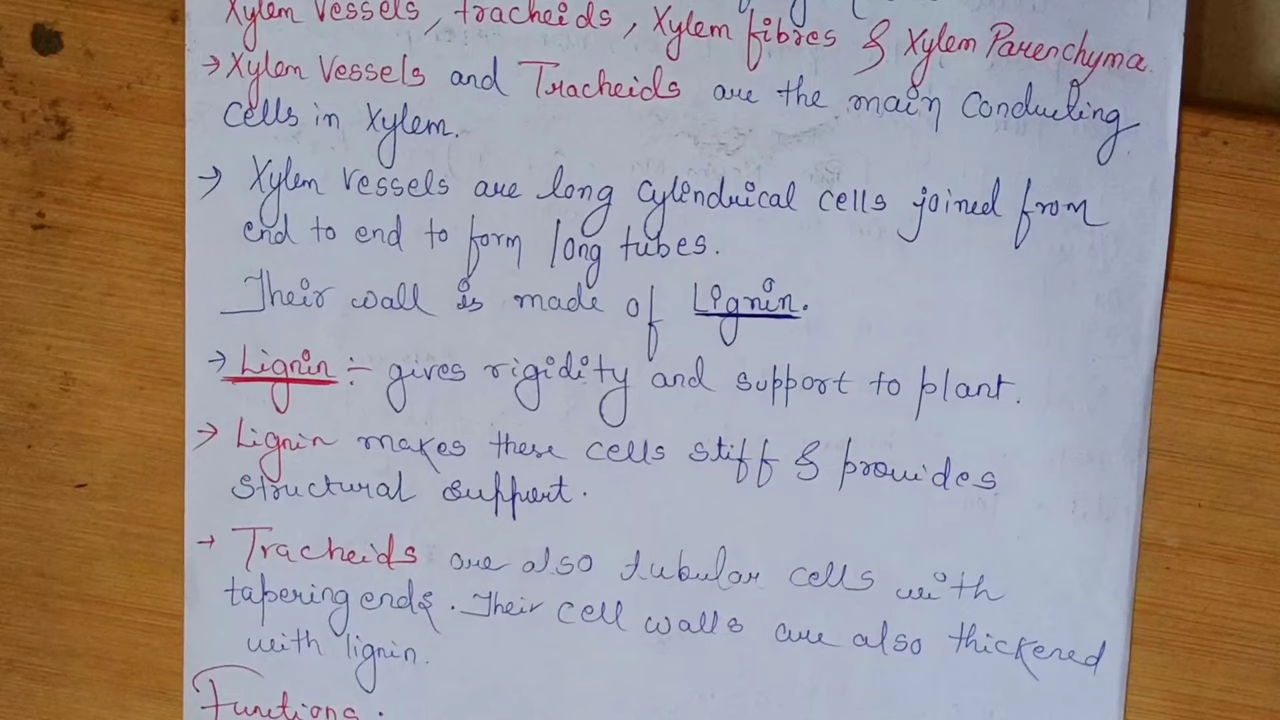 Xylem Vessels, tracheids, Xylem fibres & Xylem Parenchyma.
→ Xylem Vessels and Tracheids are the main Conducting
Cells in Xylem.
→ Xylem Vessels are long Cylindrical cells joined from
end to end to form long tubes.
Their wall is made of Lignin.
→ Lignin :- gives rigidity and support to plant.
→ Lignin makes these cells stiff & provides
structural support.
→ Tracheids are also tubular cells with
tapering ends. Their cell walls are also thickened
with lignin.
Functions: